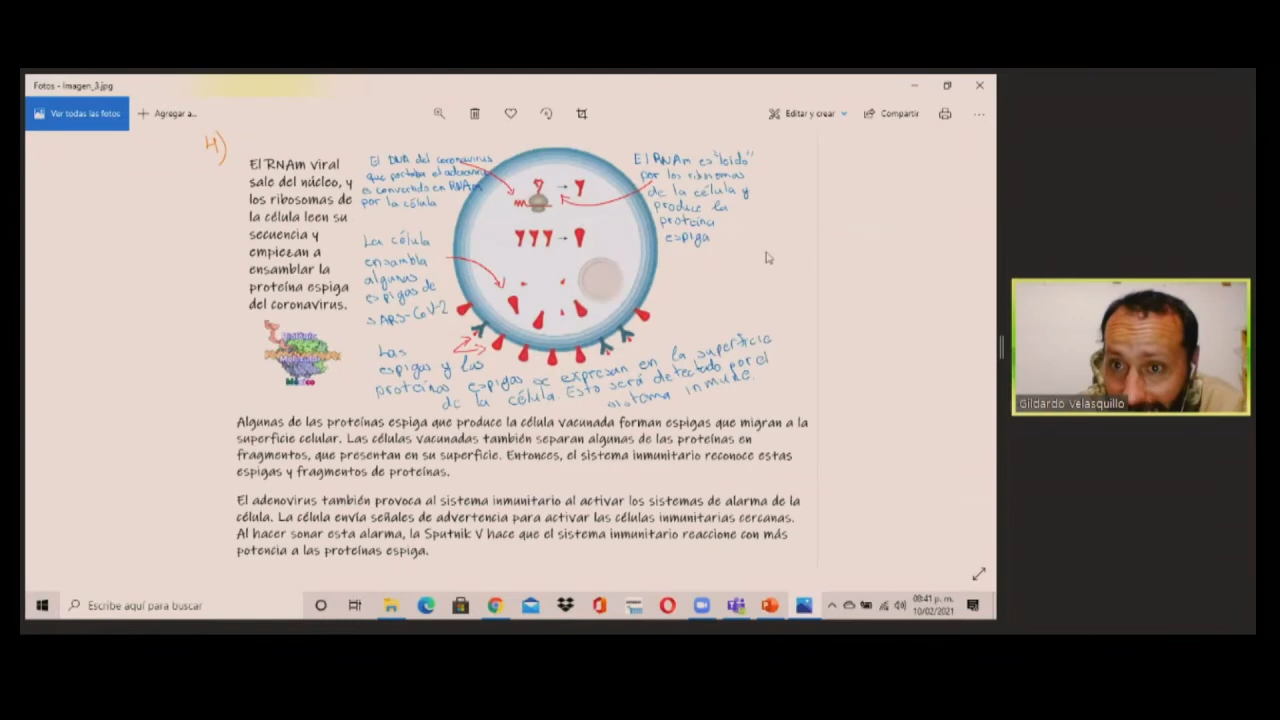 Fotos - Imagen_3.jpg
Ver todas las fotos
Agregar a...
Editar y crear
Compartir
4)
El RNAm viral
sale del núcleo, y
los ribosomas de
la célula leen su
secuencia y
empiezan a
ensamblar la
proteína espiga
del coronavirus.
El DNA del coronavirus
que portaba el adenovirus
es convertido en RNAm
por la célula
El RNAm es "leído"
por los ribosomas
de la célula y
produce la
proteína
espiga
La célula
ensambla
algunas
espigas de
SARS-CoV-2
Las
espigas y las
proteínas espigas se expresan en la superficie
de la célula. Esto será detectado por el
sistema inmune.
México
Algunas de las proteínas espiga que produce la célula vacunada forman espigas que migran a la
superficie celular. Las células vacunadas también separan algunas de las proteínas en
fragmentos, que presentan en su superficie. Entonces, el sistema inmunitario reconoce estas
espigas y fragmentos de proteínas.
El adenovirus también provoca al sistema inmunitario al activar los sistemas de alarma de la
célula. La célula envía señales de advertencia para activar las células inmunitarias cercanas.
Al hacer sonar esta alarma, la Sputnik V hace que el sistema inmunitario reaccione con más
potencia a las proteínas espiga.
Gildardo Velasquillo
Escribe aquí para buscar
08:41 p. m.
10/02/2021